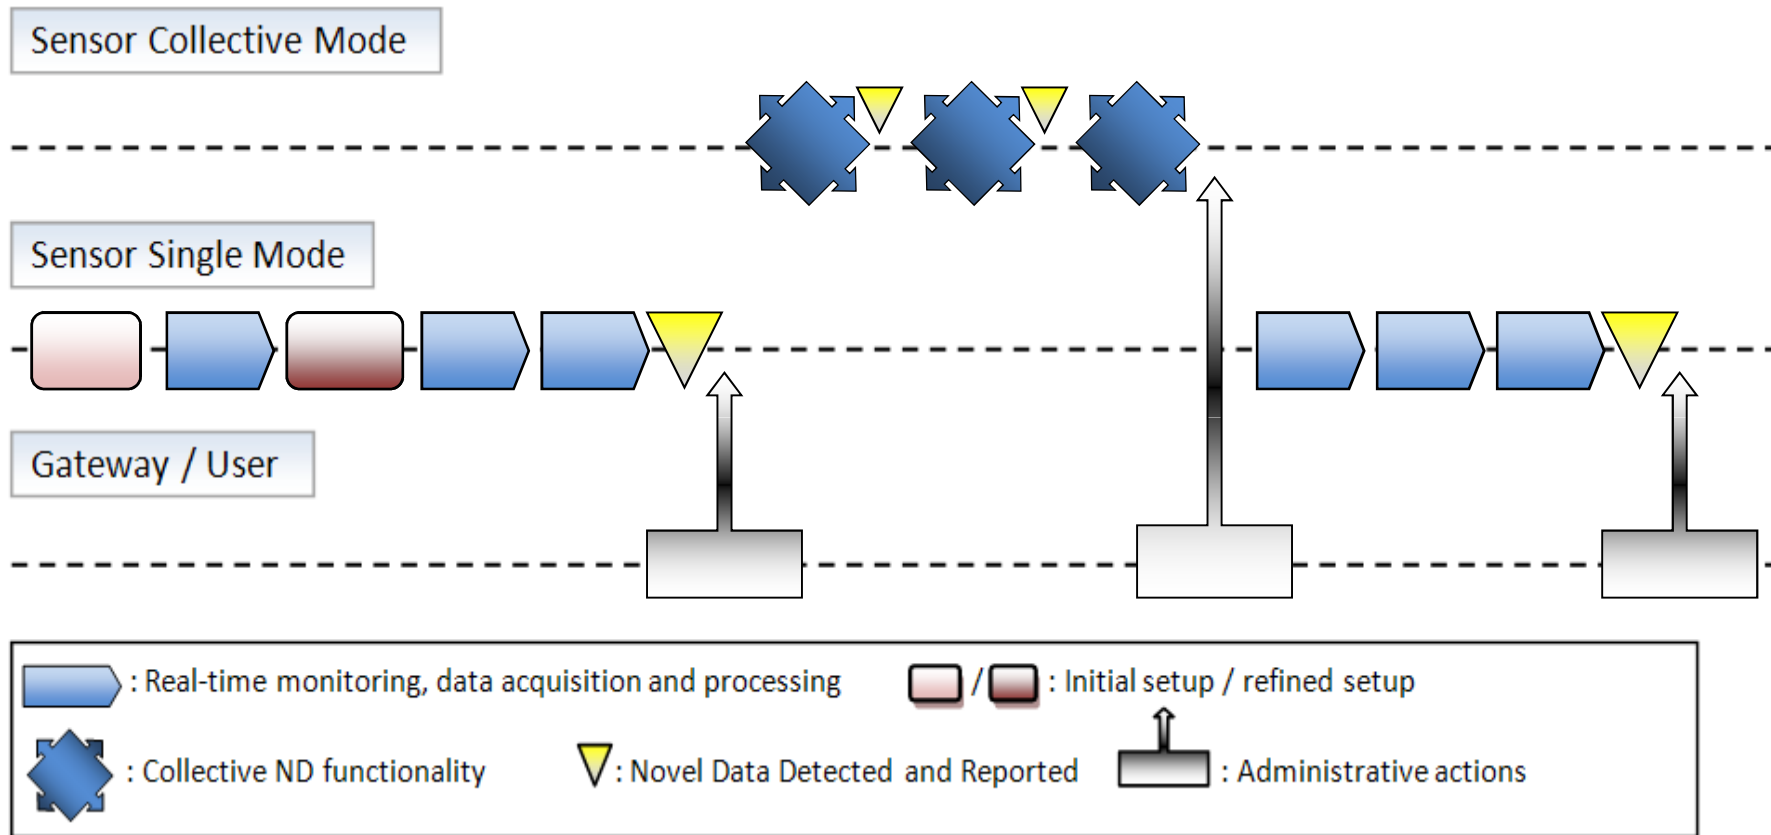 Sensor Collective Mode
Sensor Single Mode
Gateway / User
: Real-time monitoring, data acquisition and processing
/ : Initial setup / refined setup
: Collective ND functionality
: Novel Data Detected and Reported
: Administrative actions